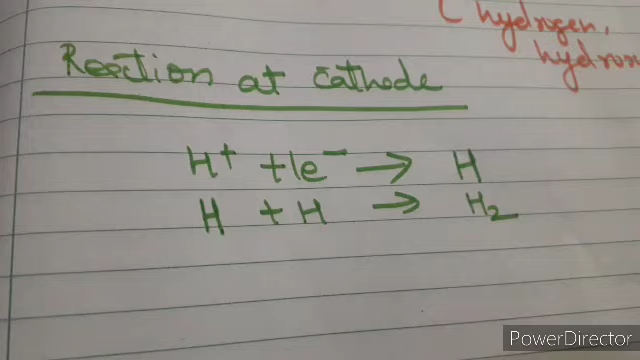 ( hydrogen,
Reaction at Cathode
H⁺ + 1e⁻ → H
H + H → H₂
PowerDirector